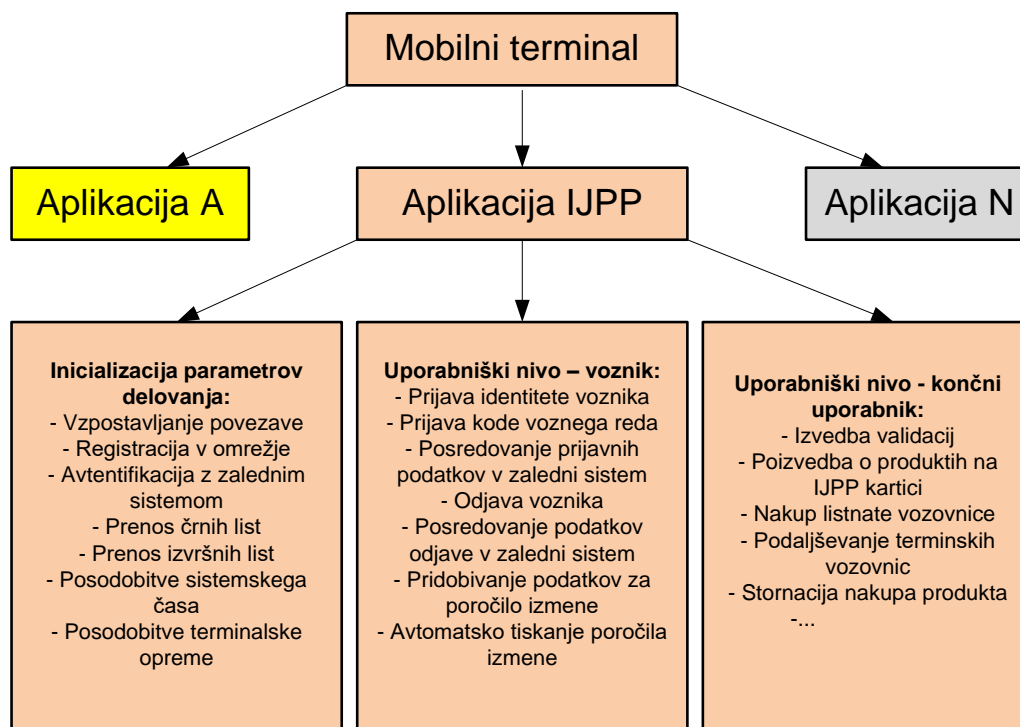 Mobilni terminal
Aplikacija A
Aplikacija IJPP
Aplikacija N
Inicializacija parametrov
delovanja:
- Vzpostavljanje povezave
- Registracija v omrežje
- Avtentifikacija z zalednim
sistemom
- Prenos črnih list
- Prenos izvršnih list
- Posodobitve sistemskega
časa
- Posodobitve terminalske
opreme
Uporabniški nivo – voznik:
- Prijava identitete voznika
- Prijava kode voznega reda
- Posredovanje prijavnih
podatkov v zaledni sistem
- Odjava voznika
- Posredovanje podatkov
odjave v zaledni sistem
- Pridobivanje podatkov za
poročilo izmene
- Avtomatsko tiskanje poročila
izmene
Uporabniški nivo - končni
uporabnik:
- Izvedba validacij
- Poizvedba o produktih na
IJPP kartici
- Nakup listnate vozovnice
- Podaljševanje terminskih
vozovnic
- Stornacija nakupa produkta
-...